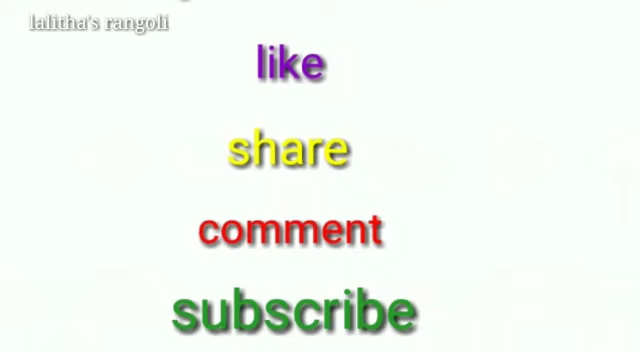 lalitha's rangoli
like
share
comment
subscribe